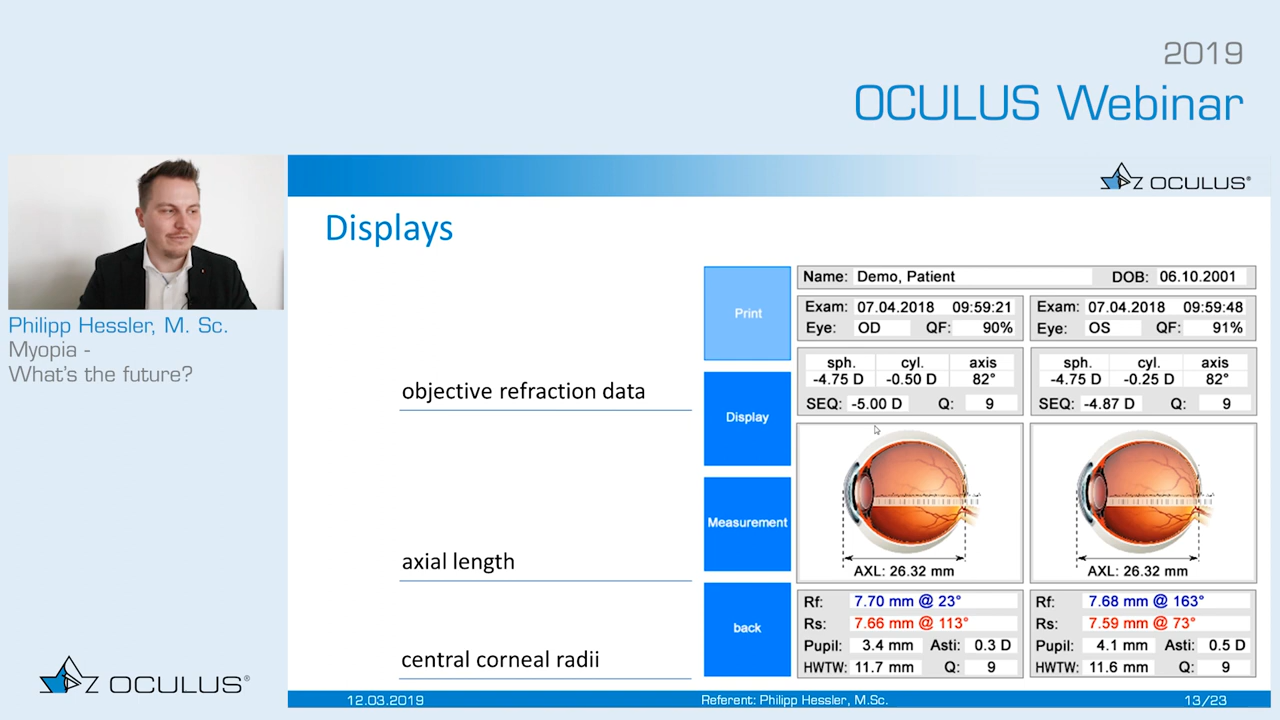 2019
OCULUS Webinar
OCULUS®
Philipp Hessler, M. Sc.
Myopia -
What's the future?
Displays
objective refraction data
axial length
central corneal radii
Print
Display
Measurement
back
Name: Demo, Patient DOB: 06.10.2001
Exam: 07.04.2018 09:59:21
Eye: OD QF: 90%
sph. cyl. axis
-4.75 D -0.50 D 82°
SEQ: -5.00 D Q: 9
AXL: 26.32 mm
Rf: 7.70 mm @ 23°
Rs: 7.66 mm @ 113°
Pupil: 3.4 mm Asti: 0.3 D
HWTW: 11.7 mm Q: 9
Exam: 07.04.2018 09:59:48
Eye: OS QF: 91%
sph. cyl. axis
-4.75 D -0.25 D 82°
SEQ: -4.87 D Q: 9
AXL: 26.32 mm
Rf: 7.68 mm @ 163°
Rs: 7.59 mm @ 73°
Pupil: 4.1 mm Asti: 0.5 D
HWTW: 11.6 mm Q: 9
OCULUS®
12.03.2019 Referent: Philipp Hessler, M.Sc. 13/23